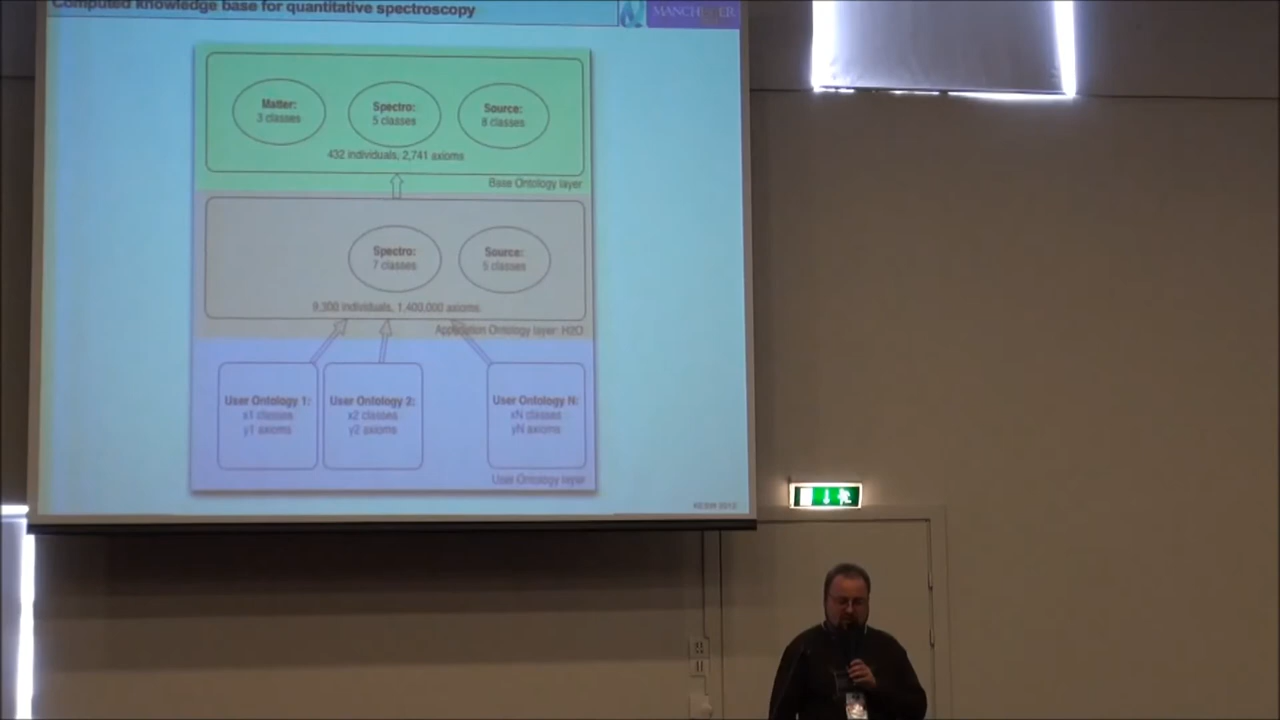 Computed knowledge base for quantitative spectroscopy
MANCHESTER
Matter:
3 classes
Spectro:
5 classes
Source:
8 classes
432 individuals, 2,741 axioms
Base Ontology layer
Spectro:
7 classes
Source:
5 classes
9,300 individuals, 1,400,000 axioms
Application Ontology layer: H2O
User Ontology 1:
x1 classes
y1 axioms
User Ontology 2:
x2 classes
y2 axioms
User Ontology N:
xN classes
yN axioms
User Ontology layer